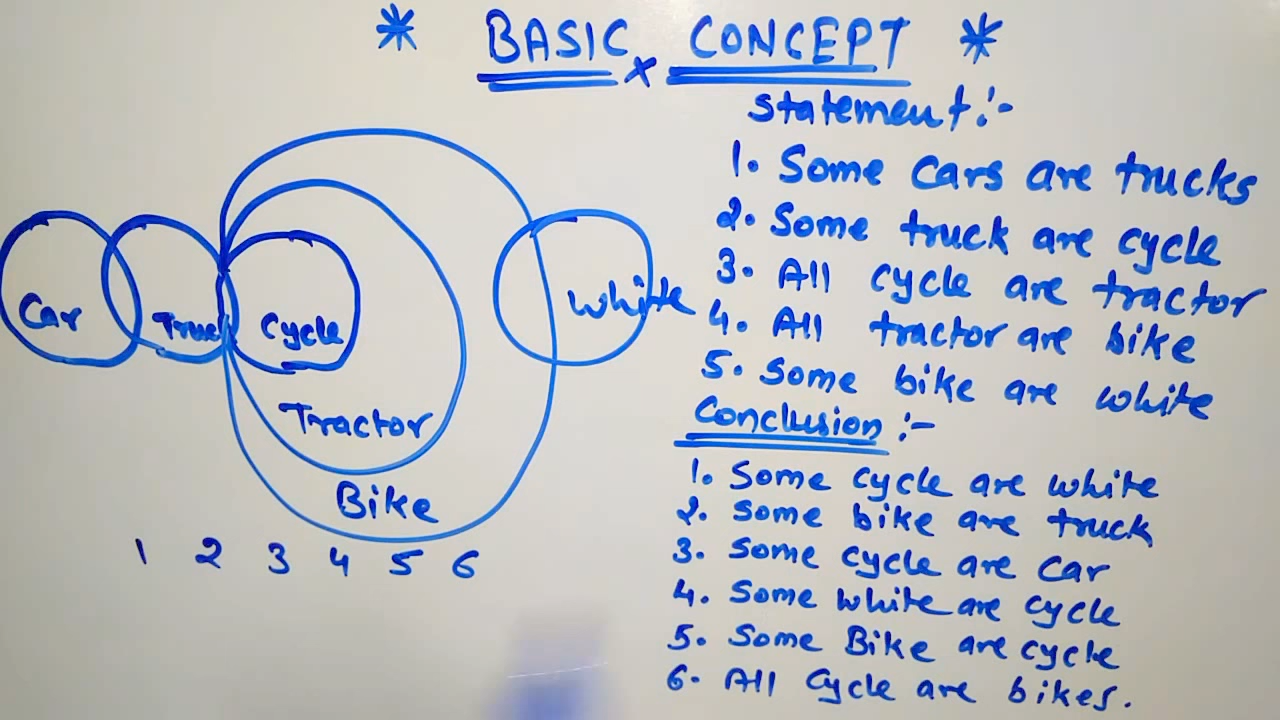 * BASIC x CONCEPT *
Statement:-
1. Some Cars are trucks
2. Some truck are cycle
3. All cycle are tractor
4. All tractor are bike
5. Some bike are white
Conclusion:-
1. Some cycle are white
2. Some bike are truck
3. Some cycle are Car
4. Some white are cycle
5. Some Bike are cycle
6. All Cycle are bikes.
Car
Truck
Cycle
White
Tractor
Bike
1 2 3 4 5 6